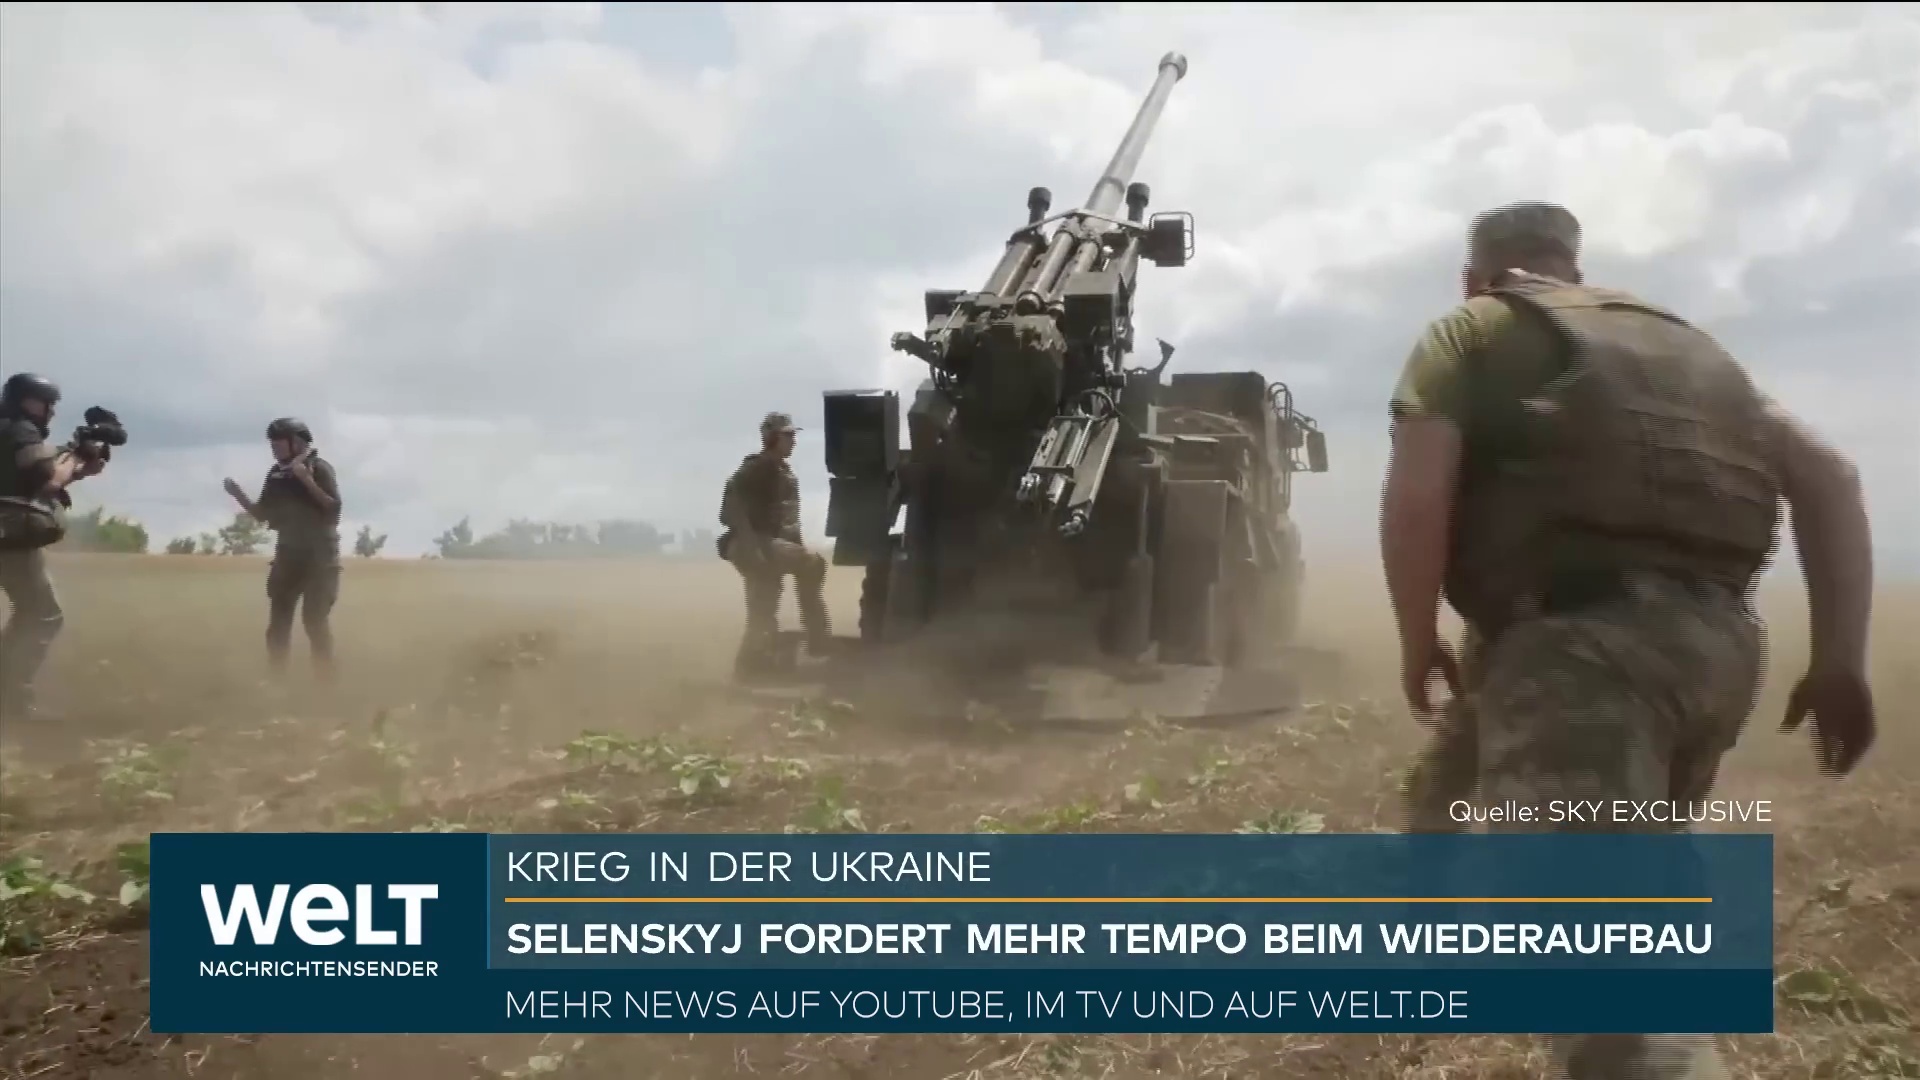 Quelle: SKY EXCLUSIVE
KRIEG IN DER UKRAINE
SELENSKYJ FORDERT MEHR TEMPO BEIM WIEDERAUFBAU
MEHR NEWS AUF YOUTUBE, IM TV UND AUF WELT.DE
WELT
NACHRICHTENSENDER